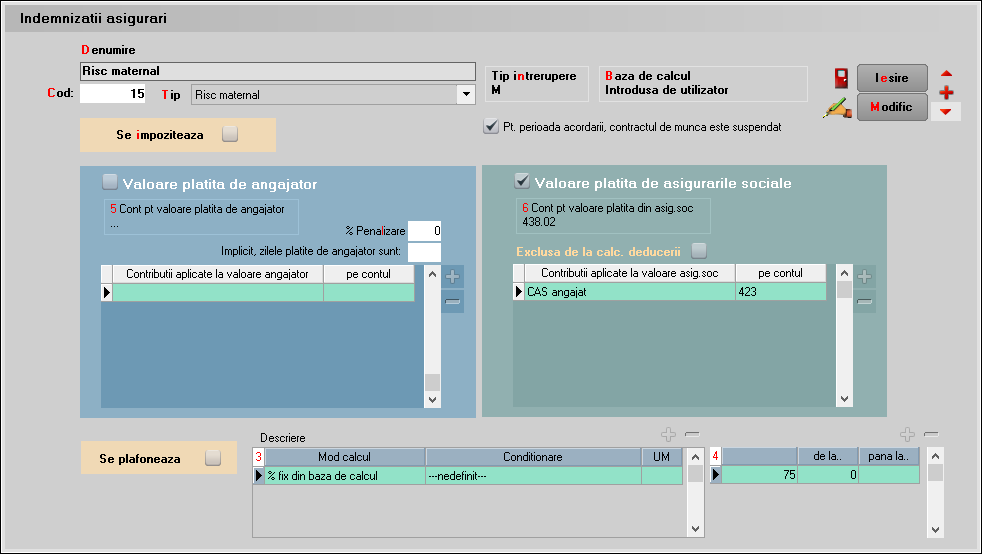 Indemnizatii asigurari
Denumire
Risc maternal
Cod: 15 Tip Risc maternal
Tip intrerupere
M
Baza de calcul
Introdusa de utilizator
Iesire
Modific
Se impoziteaza
Pt. perioada acordarii, contractul de munca este suspendat
Valoare platita de angajator
5 Cont pt valoare platita de angajator
...
% Penalizare 0
Implicit, zilele platite de angajator sunt:
Contributii aplicate la valoare angajator pe contul
Valoare platita de asigurarile sociale
6 Cont pt valoare platita din asig.soc
438.02
Exclusa de la calc. deducerii
Contributii aplicate la valoare asig.soc pe contul
CAS angajat 423
Se plafoneaza
Descriere
3 Mod calcul Conditionare UM
% fix din baza de calcul ---nedefinit---
4 de la.. pana la..
75 0